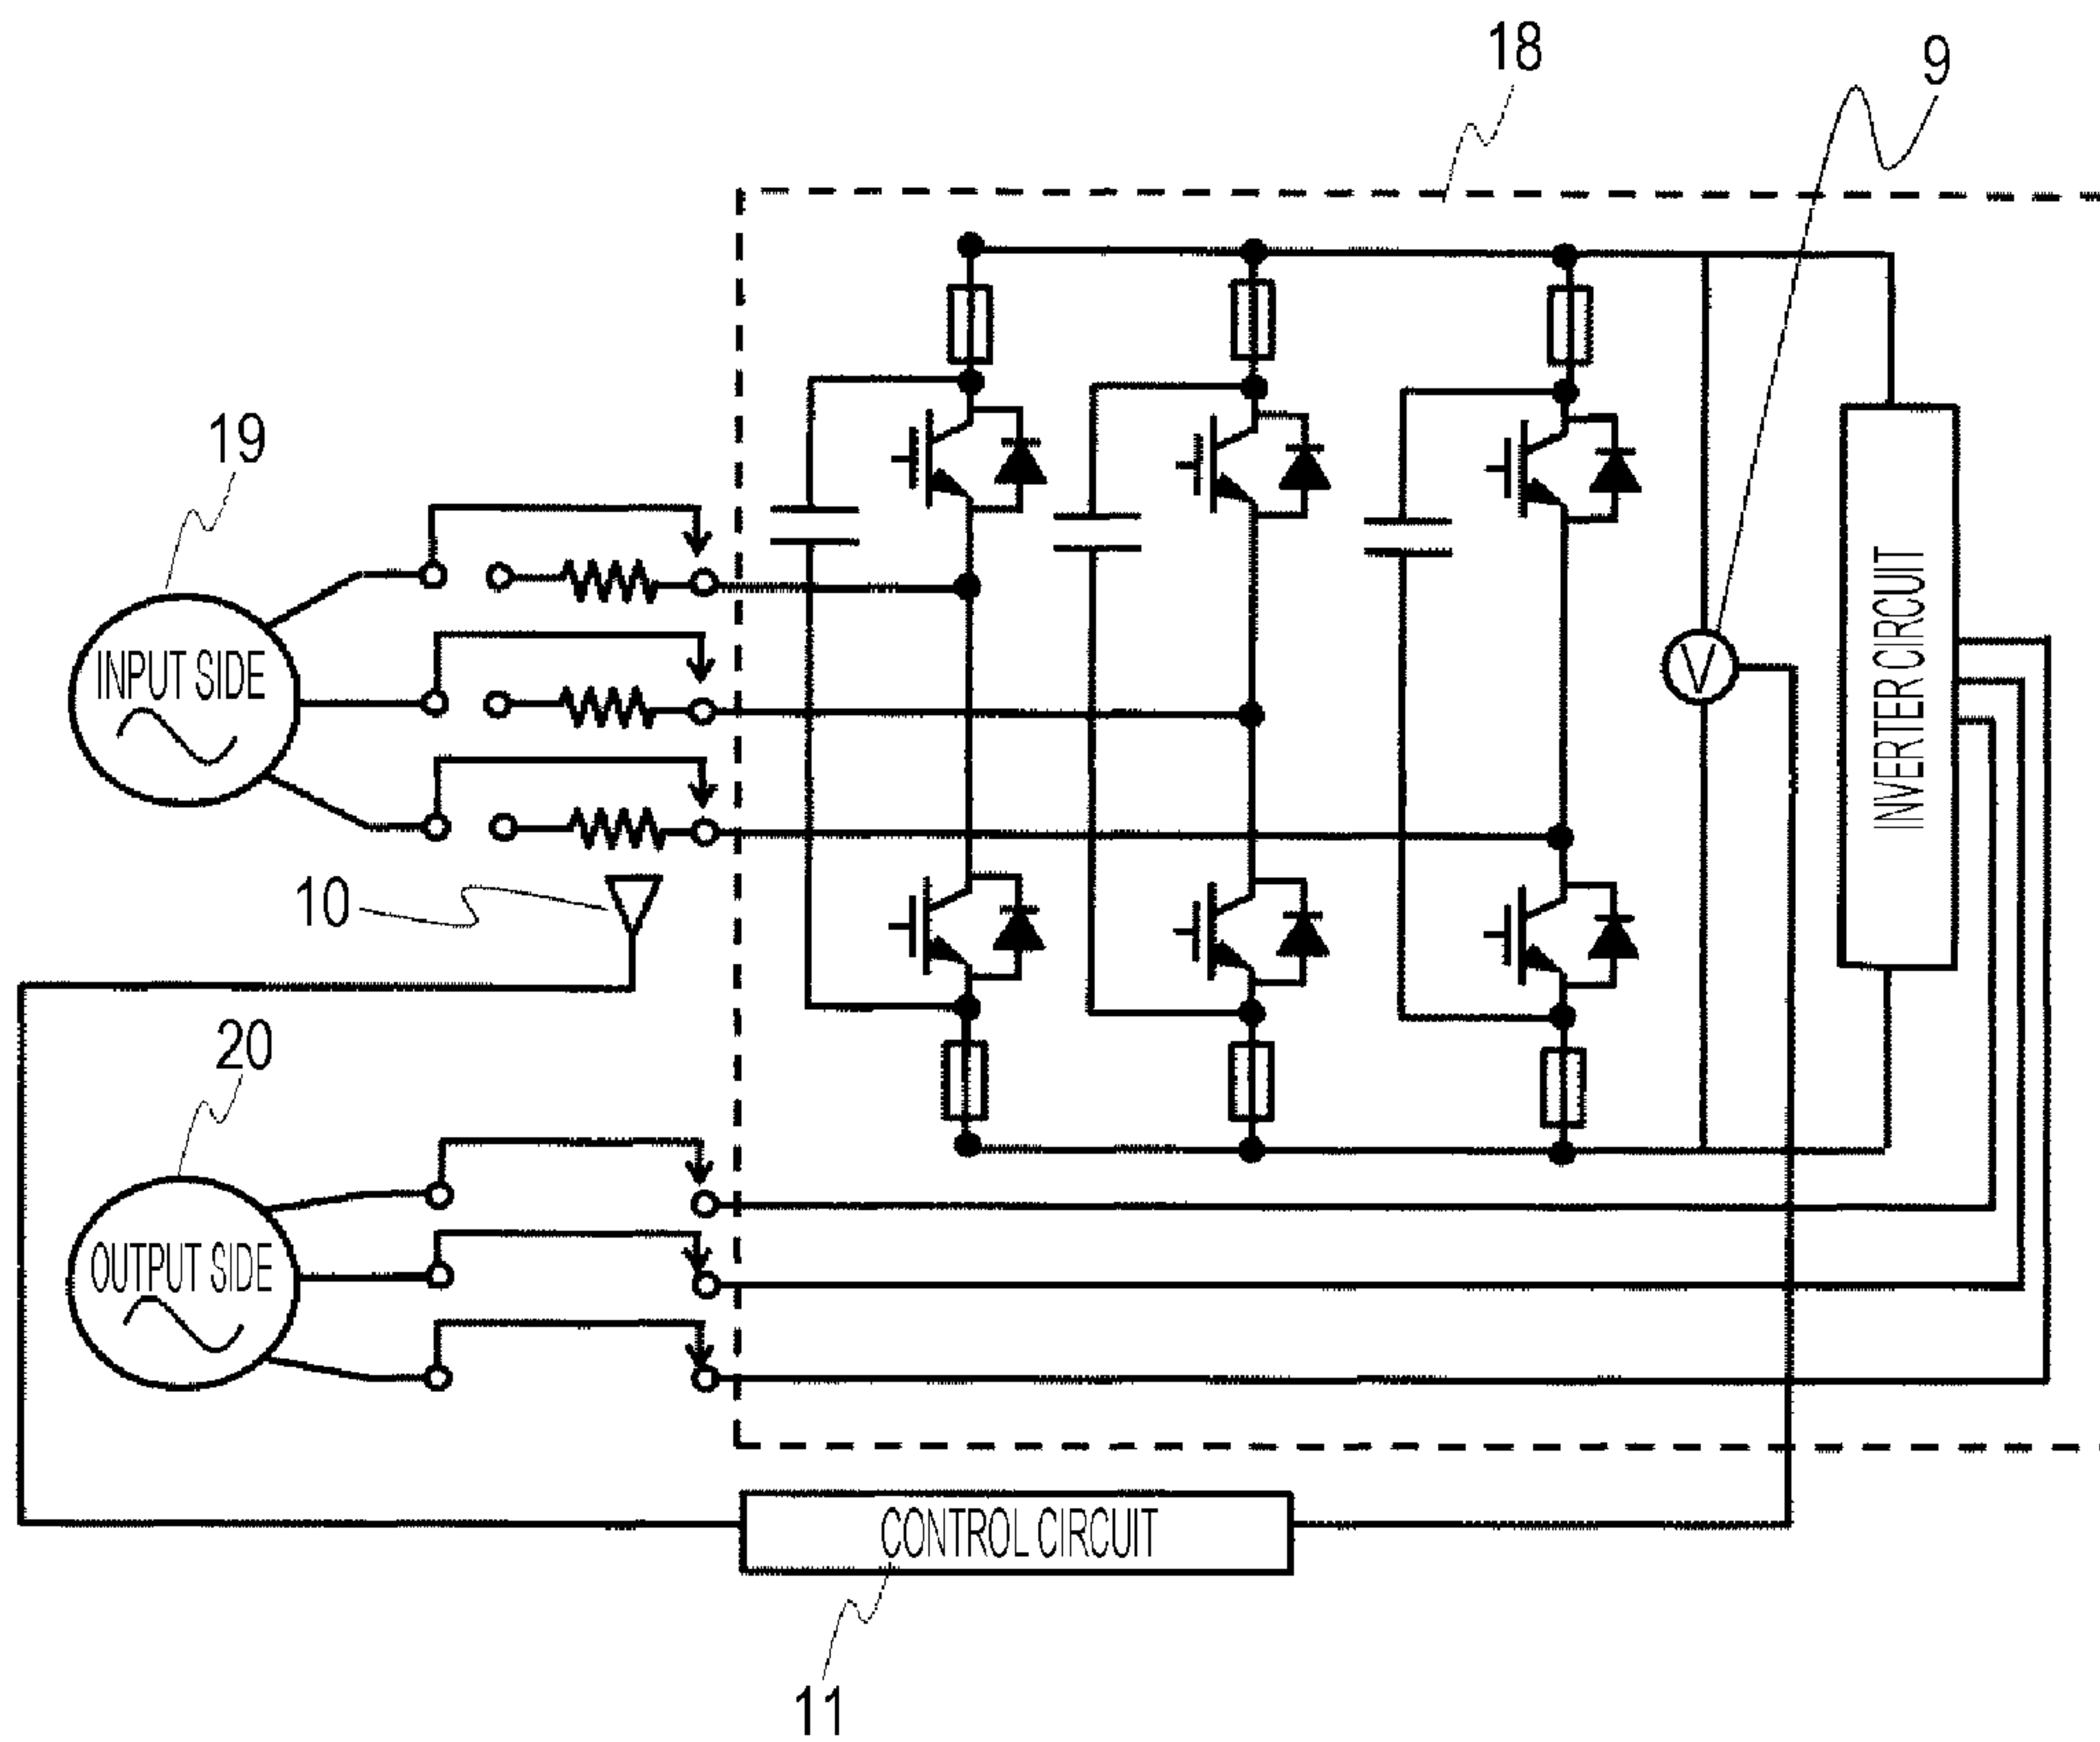 18
9
19
INPUT SIDE
V
INVERTER CIRCUIT
10
20
OUTPUT SIDE
CONTROL CIRCUIT
11